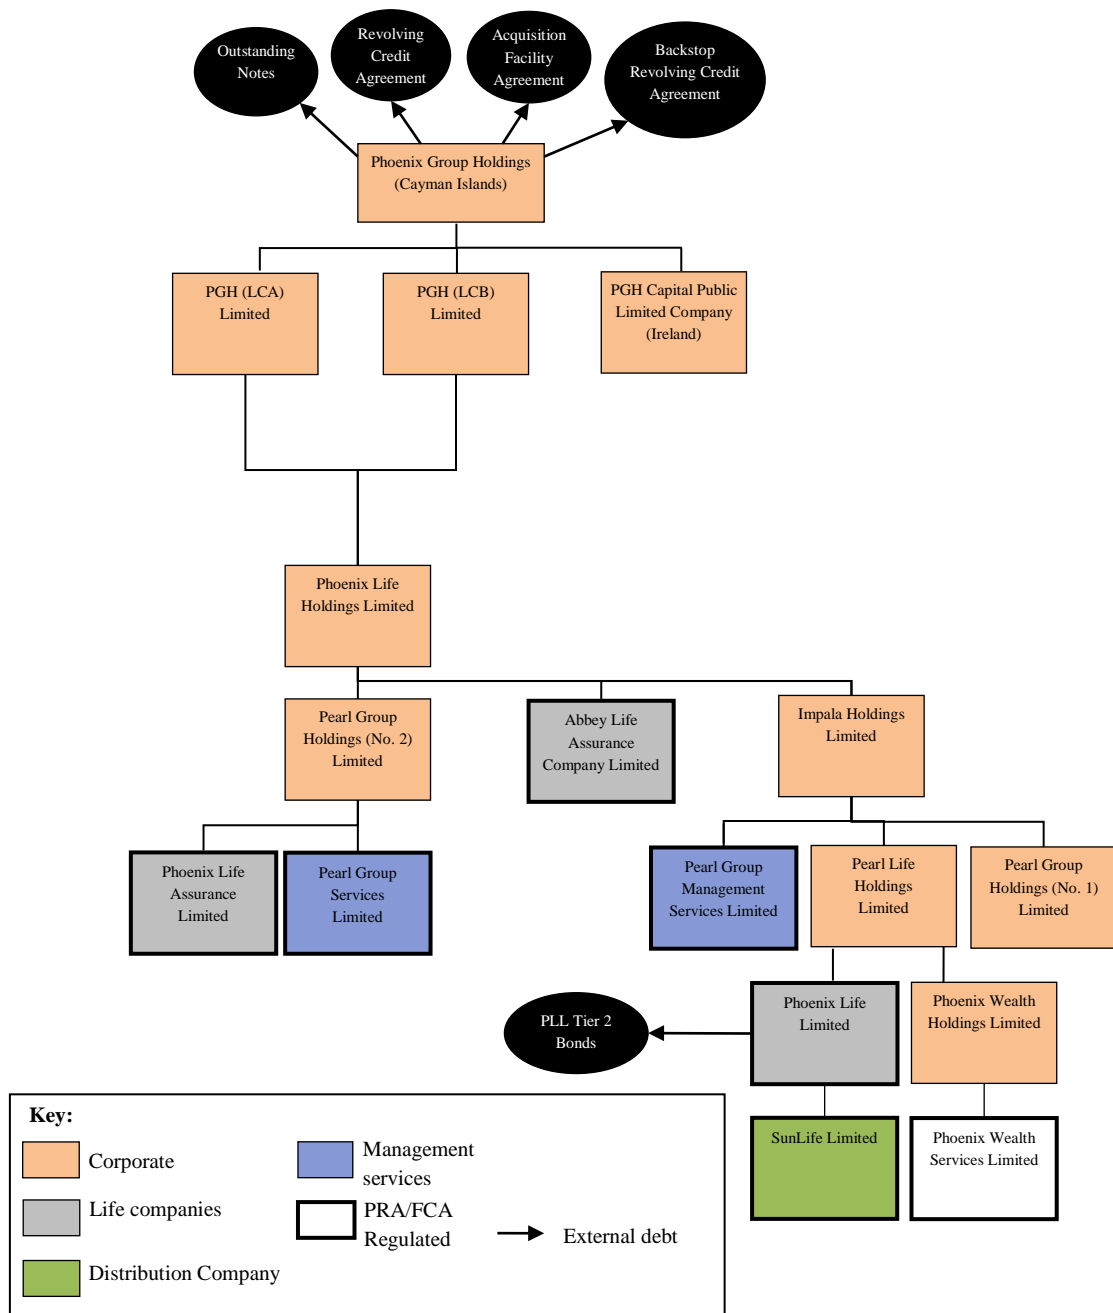 Outstanding
Notes
Revolving
Credit
Agreement
Acquisition
Facility
Agreement
Backstop
Revolving Credit
Agreement
Phoenix Group Holdings
(Cayman Islands)
PGH (LCA)
Limited
PGH (LCB)
Limited
PGH Capital Public
Limited Company
(Ireland)
Phoenix Life
Holdings Limited
Pearl Group
Holdings (No. 2)
Limited
Abbey Life
Assurance
Company Limited
Impala Holdings
Limited
Phoenix Life
Assurance
Limited
Pearl Group
Services
Limited
Pearl Group
Management
Services Limited
Pearl Life
Holdings
Limited
Pearl Group
Holdings (No. 1)
Limited
PLL Tier 2
Bonds
Phoenix Life
Limited
Phoenix Wealth
Holdings Limited
SunLife Limited
Phoenix Wealth
Services Limited
Key:
Corporate
Management
services
Life companies
PRA/FCA
Regulated
External debt
Distribution Company